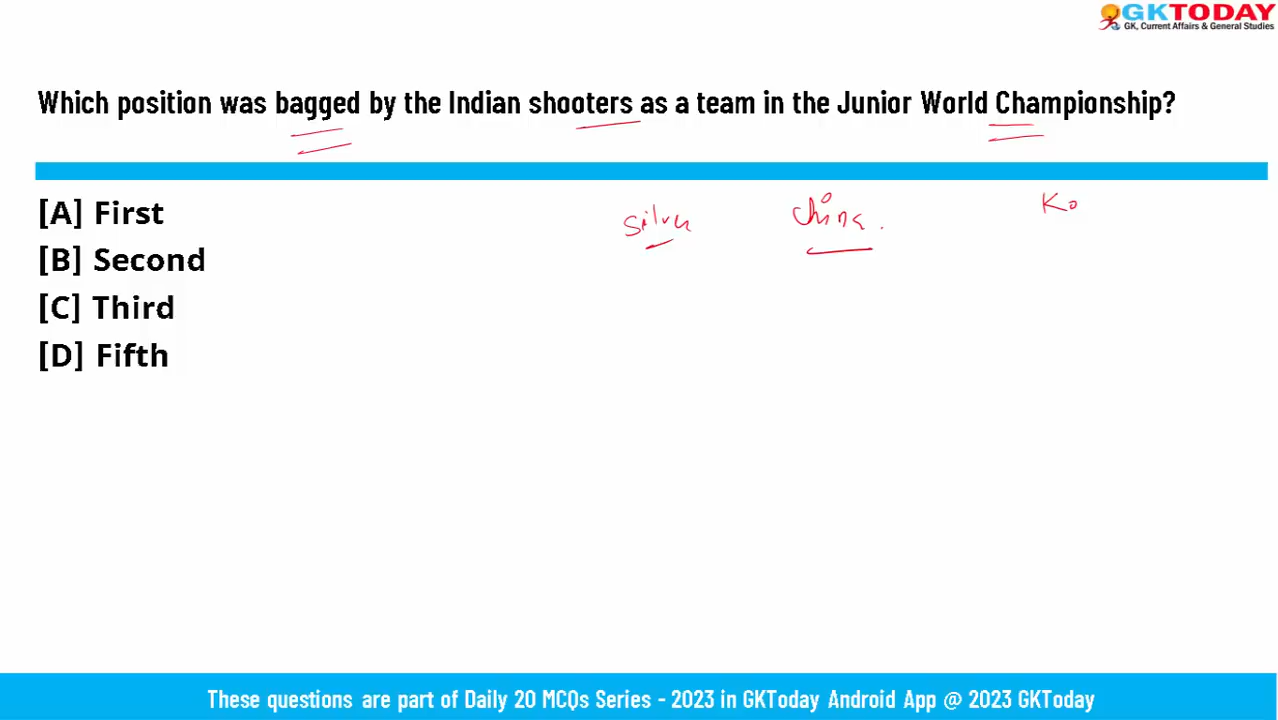 GKTODAY
GK, Current Affairs & General Studies
Which position was bagged by the Indian shooters as a team in the Junior World Championship?
silver china. Ko
[A] First
[B] Second
[C] Third
[D] Fifth
These questions are part of Daily 20 MCQs Series - 2023 in GKToday Android App @ 2023 GKToday